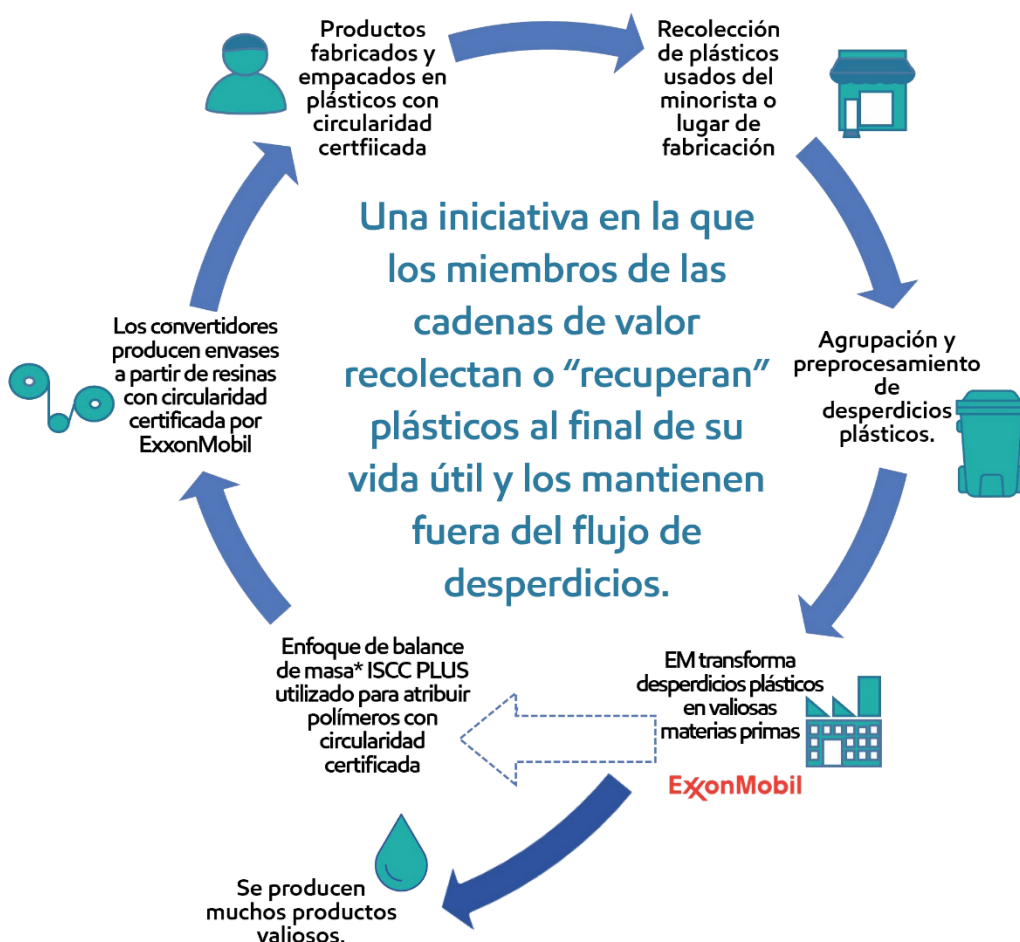 Productos
fabricados y
empacados en
plásticos con
circularidad
certfiicada
Recolección
de plásticos
usados del
minorista o
lugar de
fabricación
Agrupación y
preprocesamiento
de
desperdicios
plásticos.
EM transforma
desperdicios plásticos
en valiosas
materias primas
ExxonMobil
Se producen
muchos productos
valiosos.
Enfoque de balance
de masa* ISCC PLUS
utilizado para atribuir
polímeros con
circularidad
certificada
Los convertidores
producen envases
a partir de resinas
con circularidad
certificada por
ExxonMobil
Una iniciativa en la que
los miembros de las
cadenas de valor
recolectan o “recuperan”
plásticos al final de su
vida útil y los mantienen
fuera del flujo de
desperdicios.